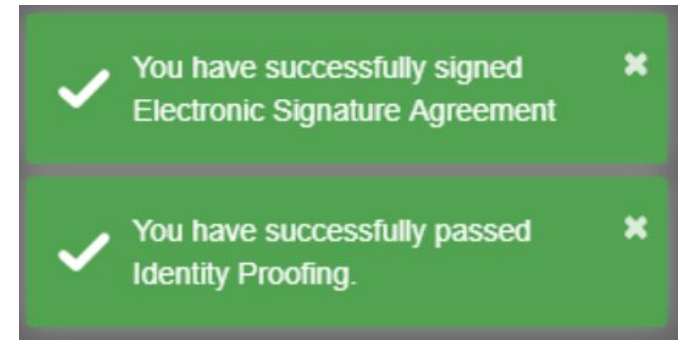 You have successfully signed
Electronic Signature Agreement
You have successfully passed
Identity Proofing.